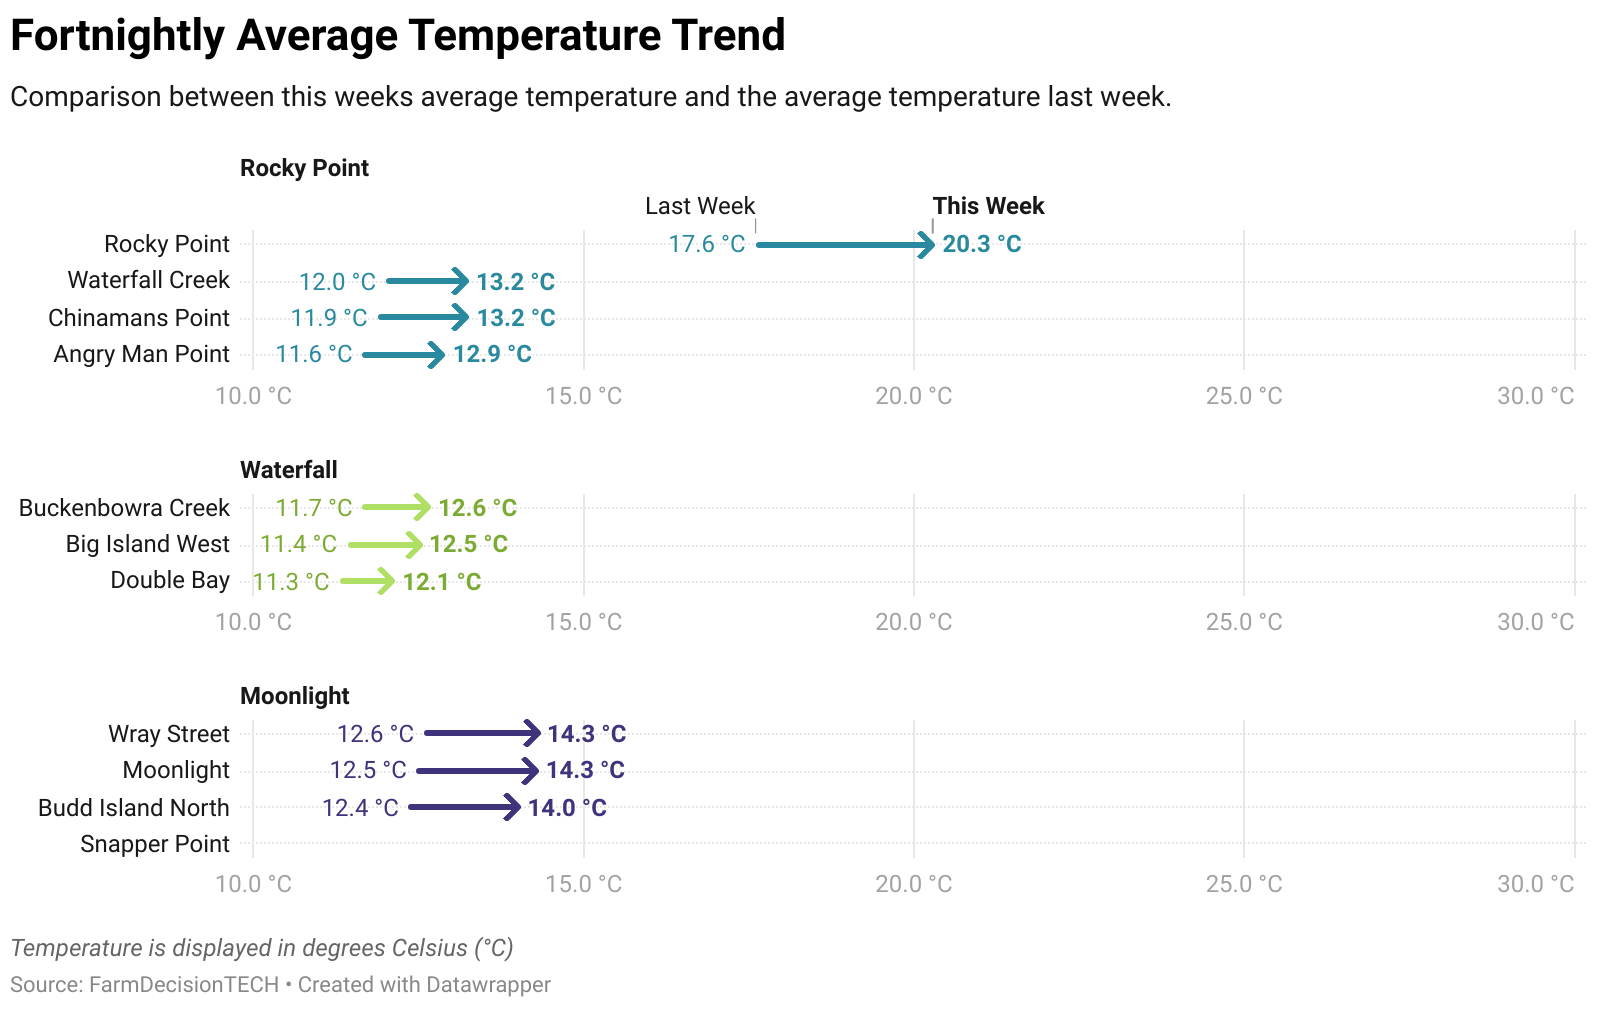 Fortnightly Average Temperature Trend
Comparison between this weeks average temperature and the average temperature last week.
Rocky Point
Last Week This Week
Rocky Point 17.6 °C 20.3 °C
Waterfall Creek 12.0 °C 13.2 °C
Chinamans Point 11.9 °C 13.2 °C
Angry Man Point 11.6 °C 12.9 °C
10.0 °C 15.0 °C 20.0 °C 25.0 °C 30.0 °C
Waterfall
Buckenbowra Creek 11.7 °C 12.6 °C
Big Island West 11.4 °C 12.5 °C
Double Bay 11.3 °C 12.1 °C
10.0 °C 15.0 °C 20.0 °C 25.0 °C 30.0 °C
Moonlight
Wray Street 12.6 °C 14.3 °C
Moonlight 12.5 °C 14.3 °C
Budd Island North 12.4 °C 14.0 °C
Snapper Point
10.0 °C 15.0 °C 20.0 °C 25.0 °C 30.0 °C
Temperature is displayed in degrees Celsius (°C)
Source: FarmDecisionTECH • Created with Datawrapper